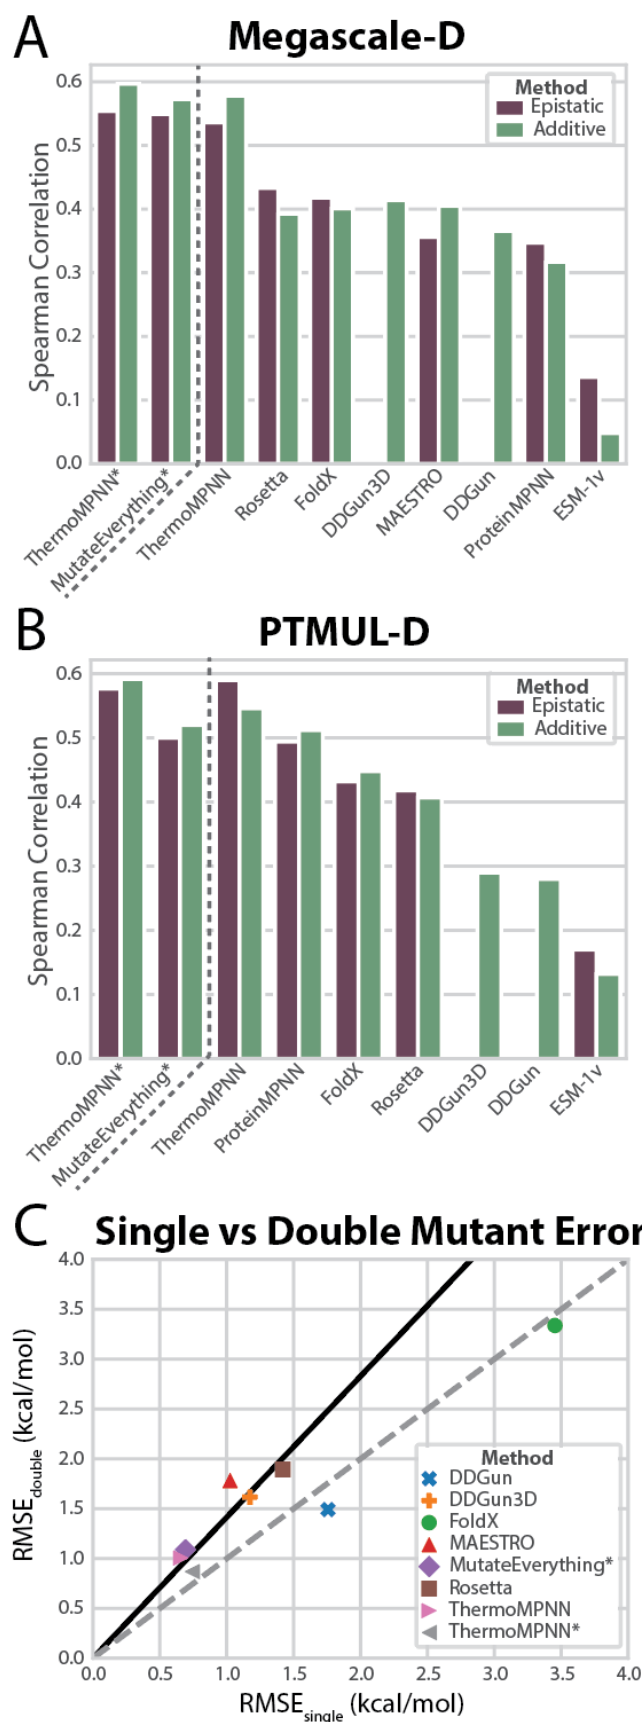 A Megascale-D
Spearman Correlation
0.6
0.5
0.4
0.3
0.2
0.1
0.0
Method
Epistatic
Additive
ThermoMPNN*
MutateEverything*
ThermoMPNN
Rosetta
FoldX
DDGun3D
MAESTRO
DDGun
ProteinMPNN
ESM-1v
B PTMUL-D
Spearman Correlation
0.6
0.5
0.4
0.3
0.2
0.1
0.0
Method
Epistatic
Additive
ThermoMPNN*
MutateEverything*
ThermoMPNN
ProteinMPNN
FoldX
Rosetta
DDGun3D
DDGun
ESM-1v
C Single vs Double Mutant Error
RMSEdouble (kcal/mol)
4.0
3.5
3.0
2.5
2.0
1.5
1.0
0.5
0.0
Method
DDGun
DDGun3D
FoldX
MAESTRO
MutateEverything*
Rosetta
ThermoMPNN
ThermoMPNN*
0.0 0.5 1.0 1.5 2.0 2.5 3.0 3.5 4.0
RMSEsingle (kcal/mol)